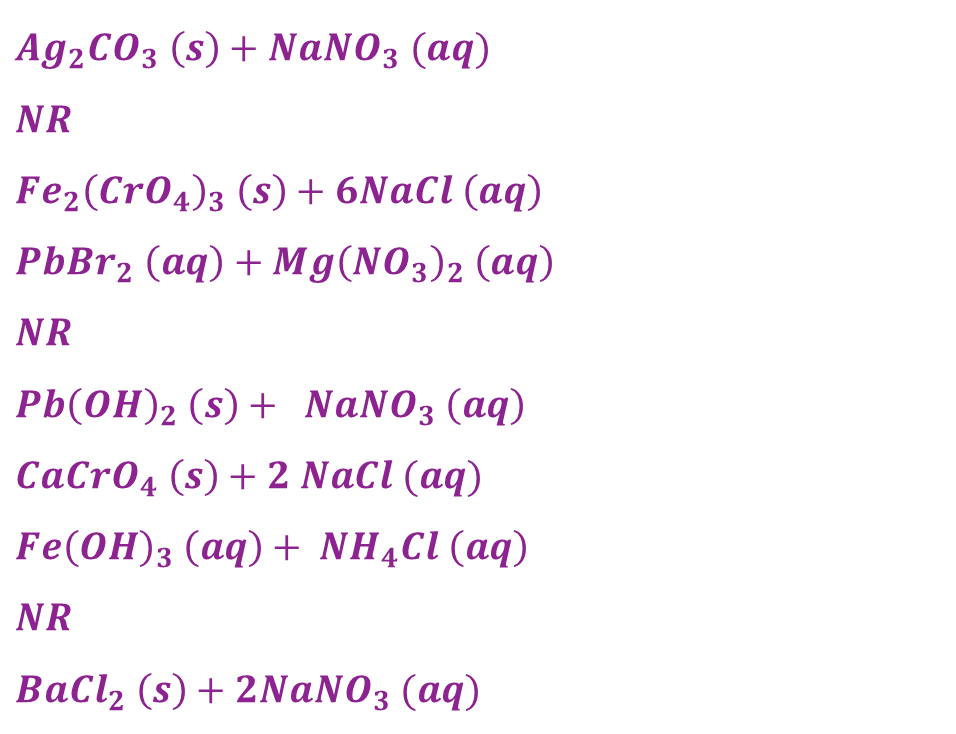 Ag₂CO₃ (s) + NaNO₃ (aq)
NR
Fe₂(CrO₄)₃ (s) + 6NaCl (aq)
PbBr₂ (aq) + Mg(NO₃)₂ (aq)
NR
Pb(OH)₂ (s) + NaNO₃ (aq)
CaCrO₄ (s) + 2 NaCl (aq)
Fe(OH)₃ (aq) + NH₄Cl (aq)
NR
BaCl₂ (s) + 2NaNO₃ (aq)